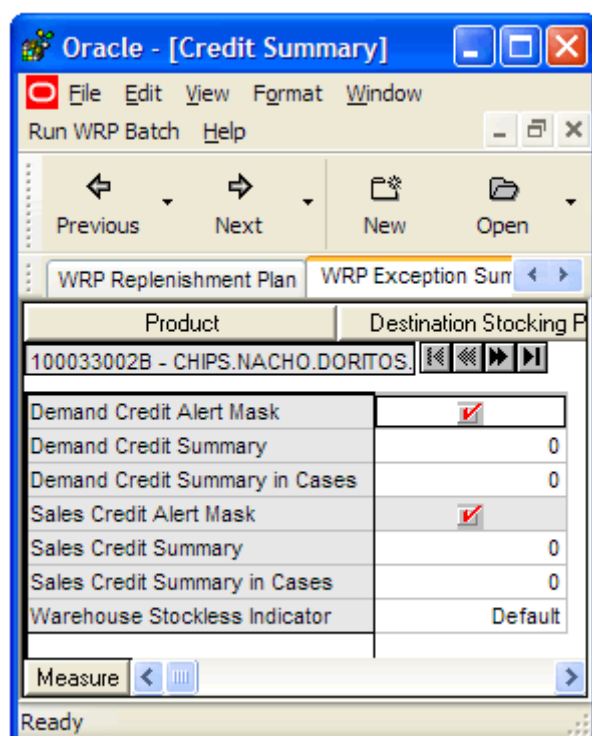 Oracle - [Credit Summary]
File Edit View Format Window
Run WRP Batch Help
Previous Next New Open
WRP Replenishment Plan WRP Exception Sum
Product Destination Stocking P
100033002B - CHIPS.NACHO.DORITOS.
Demand Credit Alert Mask
Demand Credit Summary 0
Demand Credit Summary in Cases 0
Sales Credit Alert Mask
Sales Credit Summary 0
Sales Credit Summary in Cases 0
Warehouse Stockless Indicator Default
Measure
Ready